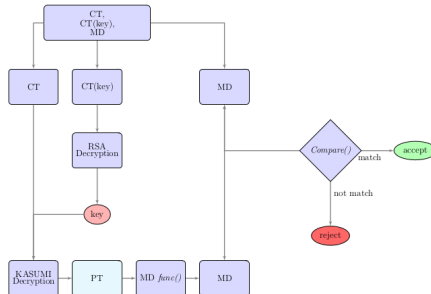 CT,
CT(key),
MD
CT
CT(key)
MD
RSA
Decryption
Compare()
match
accept
not match
key
reject
KASUMI
Decryption
PT
MD func()
MD